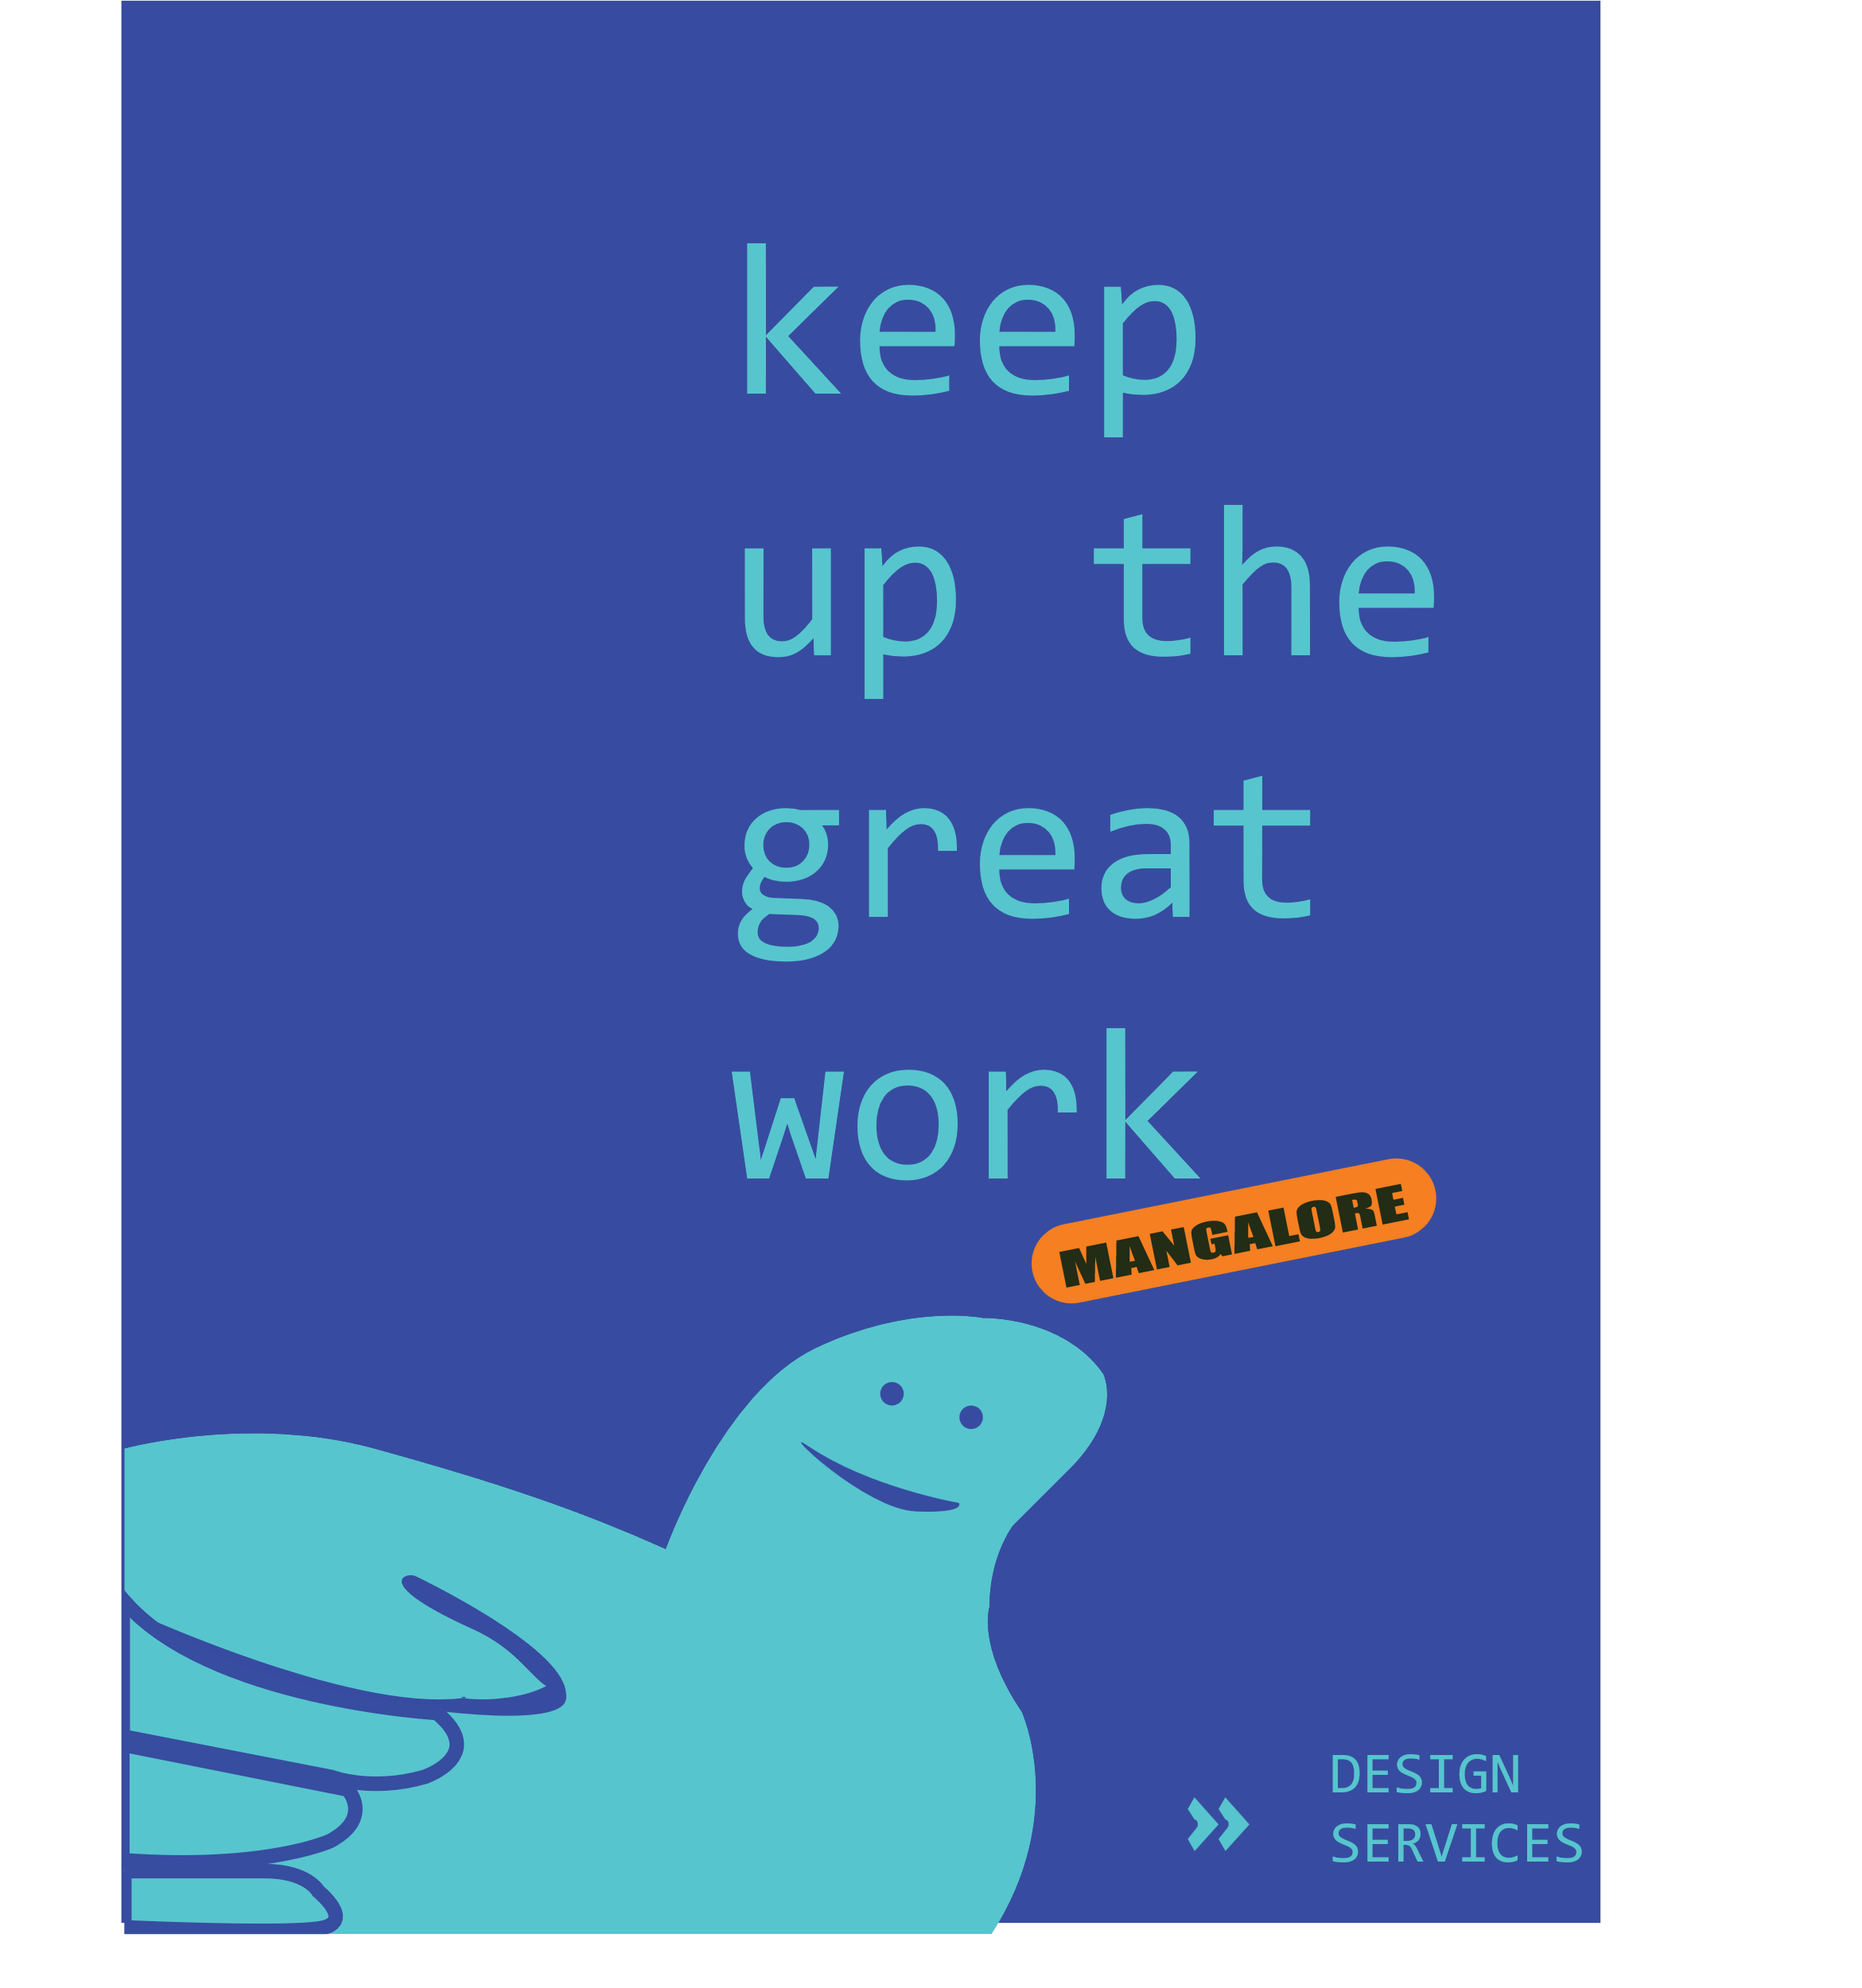 keep
up the
great
work
MANGALORE
DESIGN
SERVICES